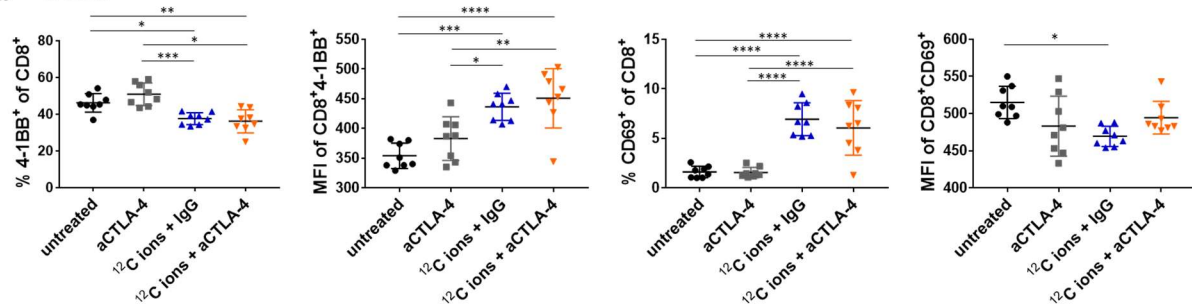 % 4-1BB⁺ of CD8⁺
80
60
40
20
0
**
*
*
***
untreated
aCTLA-4
¹²C ions + IgG
¹²C ions + aCTLA-4
MFI of CD8⁺4-1BB⁺
550
500
450
400
350
300
****
***
**
*
untreated
aCTLA-4
¹²C ions + IgG
¹²C ions + aCTLA-4
% CD69⁺ of CD8⁺
15
10
5
0
****
****
****
****
untreated
aCTLA-4
¹²C ions + IgG
¹²C ions + aCTLA-4
MFI of CD8⁺CD69⁺
600
550
500
450
400
*
untreated
aCTLA-4
¹²C ions + IgG
¹²C ions + aCTLA-4